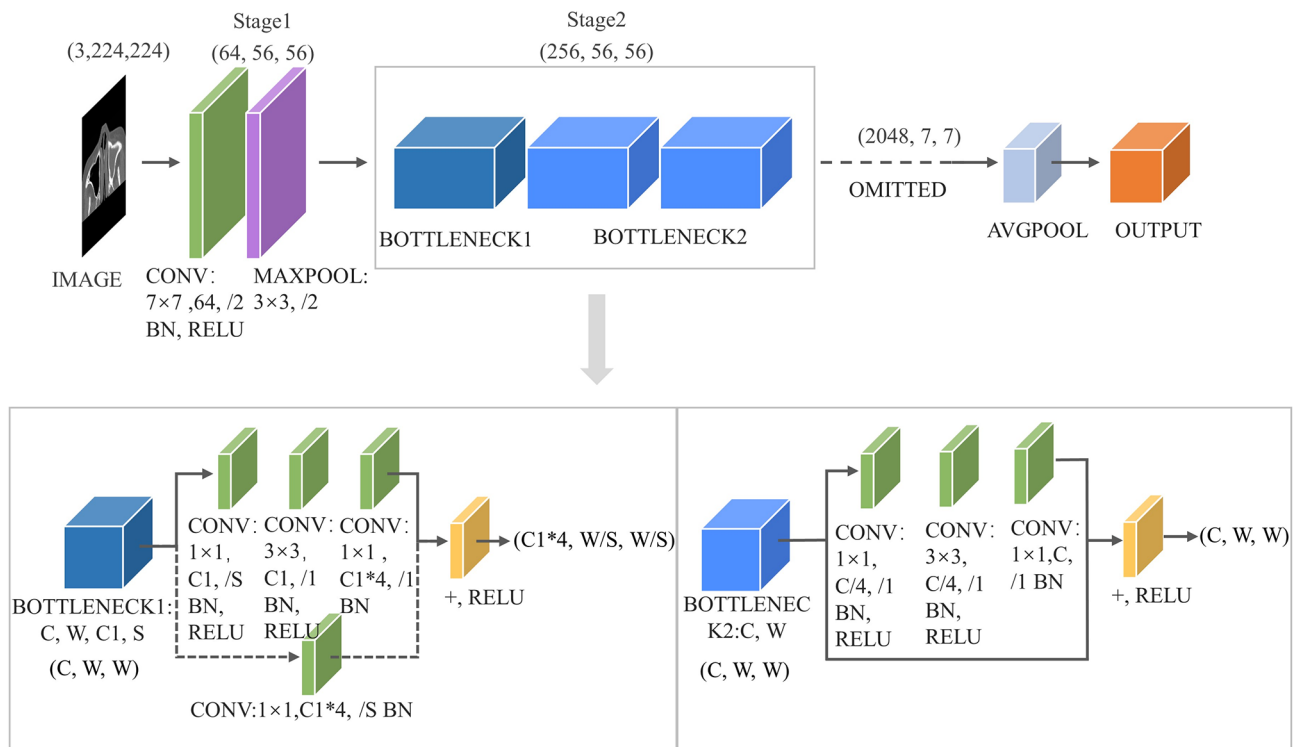 Stage1
Stage2
(3,224,224)
(64, 56, 56)
(256, 56, 56)
(2048, 7, 7)
OMITTED
BOTTLENECK1
BOTTLENECK2
AVGPOOL
OUTPUT
IMAGE
CONV:
7×7 ,64, /2
BN, RELU
MAXPOOL:
3×3, /2
CONV:
1×1,
C1, /S
BN,
RELU
CONV:
3×3,
C1, /1
BN,
RELU
CONV:
1×1 ,
C1*4, /1
BN
(C1*4, W/S, W/S)
+, RELU
BOTTLENECK1:
C, W, C1, S
(C, W, W)
CONV:1×1,C1*4, /S BN
CONV:
1×1,
C/4, /1
BN,
RELU
CONV:
3×3,
C/4, /1
BN,
RELU
CONV:
1×1,C,
/1 BN
(C, W, W)
+, RELU
BOTTLENEC
K2:C, W
(C, W, W)